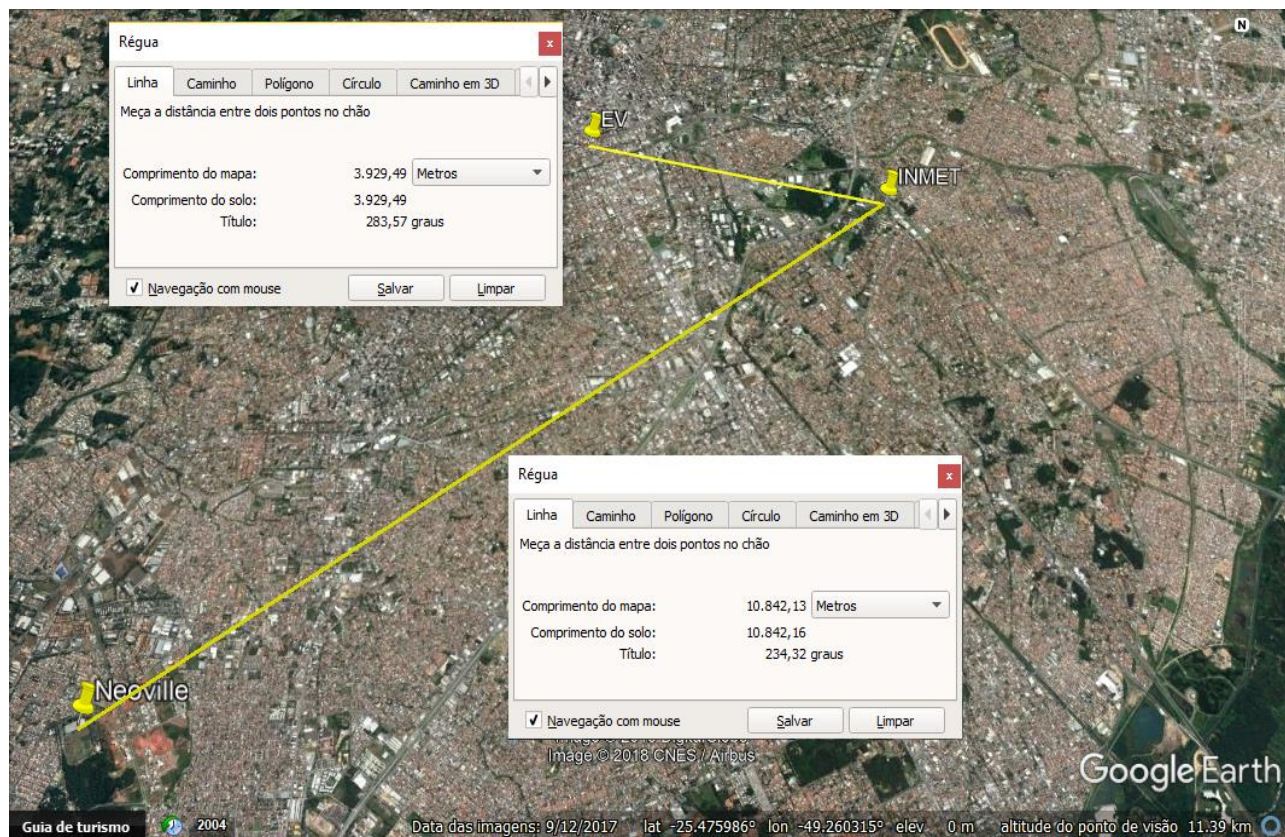 Régua
x
Linha Caminho Polígono Círculo Caminho em 3D
Meça a distância entre dois pontos no chão
Comprimento do mapa: 3.929,49 Metros
Comprimento do solo: 3.929,49
Título: 283,57 graus
Navegação com mouse Salvar Limpar
N
EV
INMET
Régua
x
Linha Caminho Polígono Círculo Caminho em 3D
Meça a distância entre dois pontos no chão
Comprimento do mapa: 10.842,13 Metros
Comprimento do solo: 10.842,16
Título: 234,32 graus
Navegação com mouse Salvar Limpar
Neoville
Image © 2018 CNES / Airbus
Google Earth
Guia de turismo 2004 Data das imagens: 9/12/2017 lat -25.475986° lon -49.260315° elev 0 m altitude do ponto de visão 11.39 km